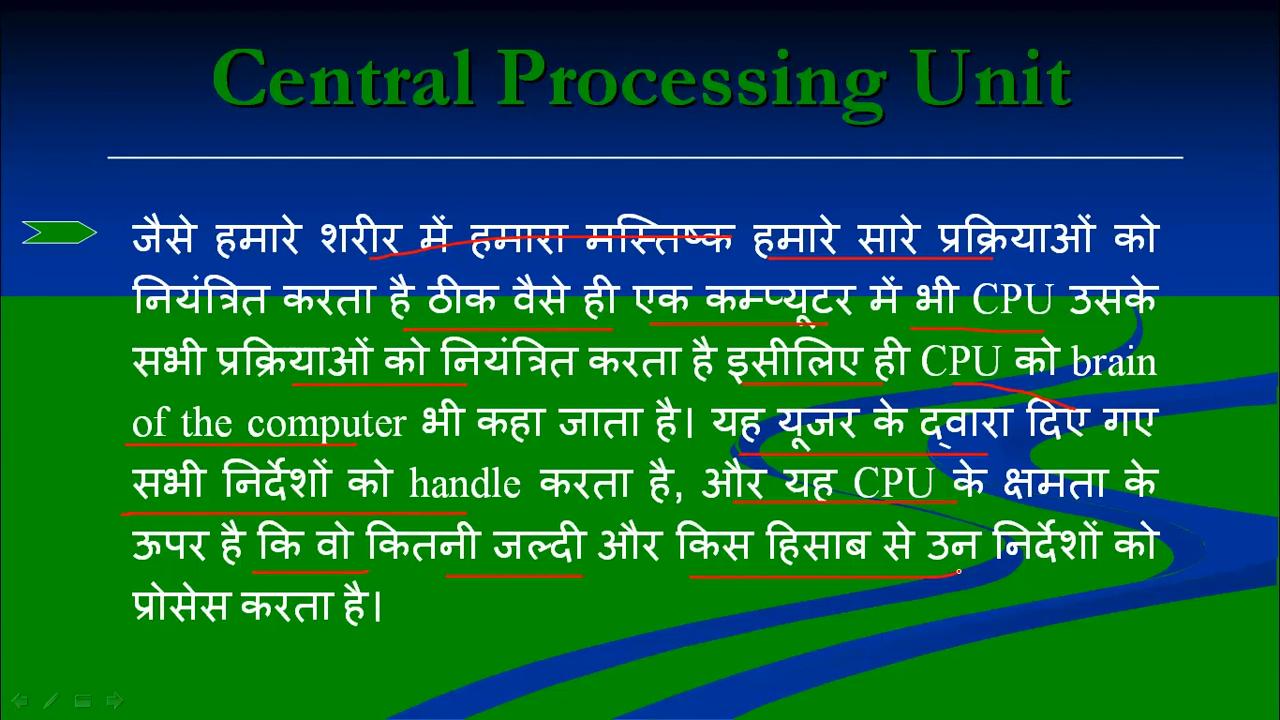 Central Processing Unit
जैसे हमारे शरीर में हमारा मस्तिष्क हमारे सारे प्रक्रियाओं को
नियंत्रित करता है ठीक वैसे ही एक कम्प्यूटर में भी CPU उसके
सभी प्रक्रियाओं को नियंत्रित करता है इसीलिए ही CPU को brain
of the computer भी कहा जाता है। यह यूजर के द्वारा दिए गए
सभी निर्देशों को handle करता है, और यह CPU के क्षमता के
ऊपर है कि वो कितनी जल्दी और किस हिसाब से उन निर्देशों को
प्रोसेस करता है।